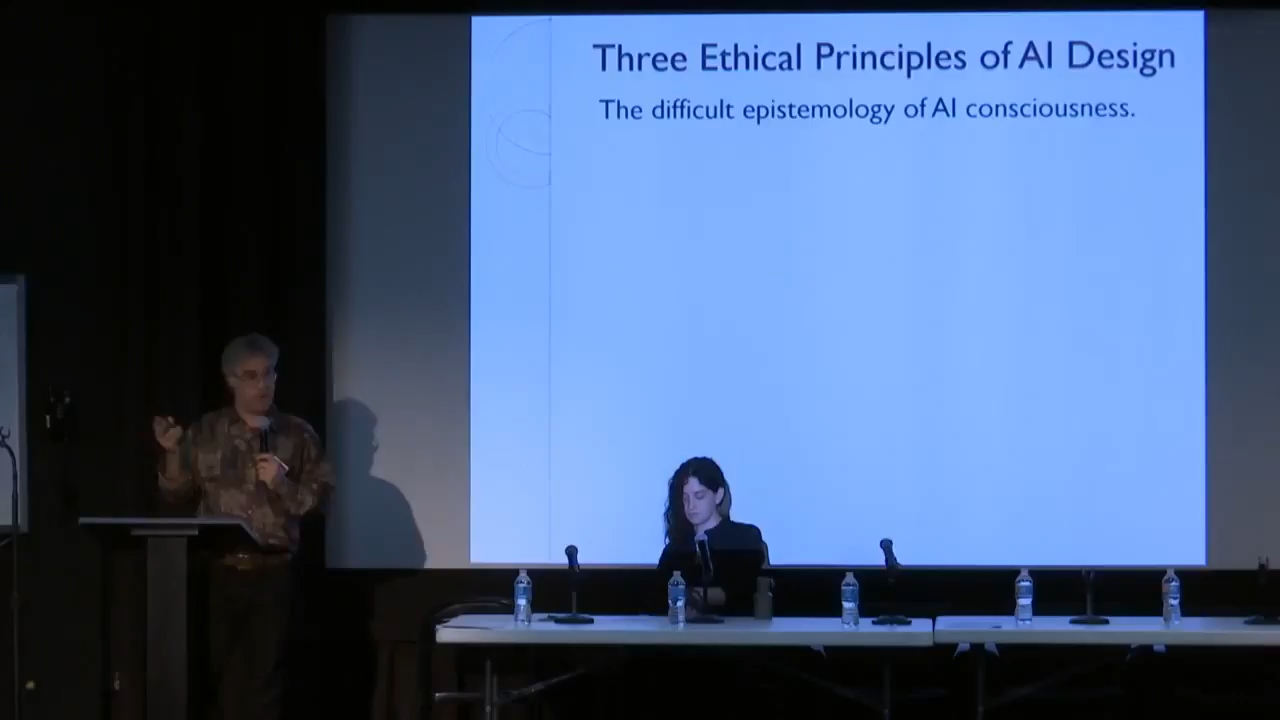 Three Ethical Principles of AI Design
The difficult epistemology of AI consciousness.